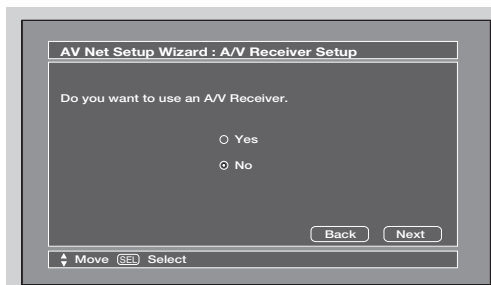 AV Net Setup Wizard : A/V Receiver Setup
Do you want to use an A/V Receiver.
Yes
No
Back Next
Move SEL Select